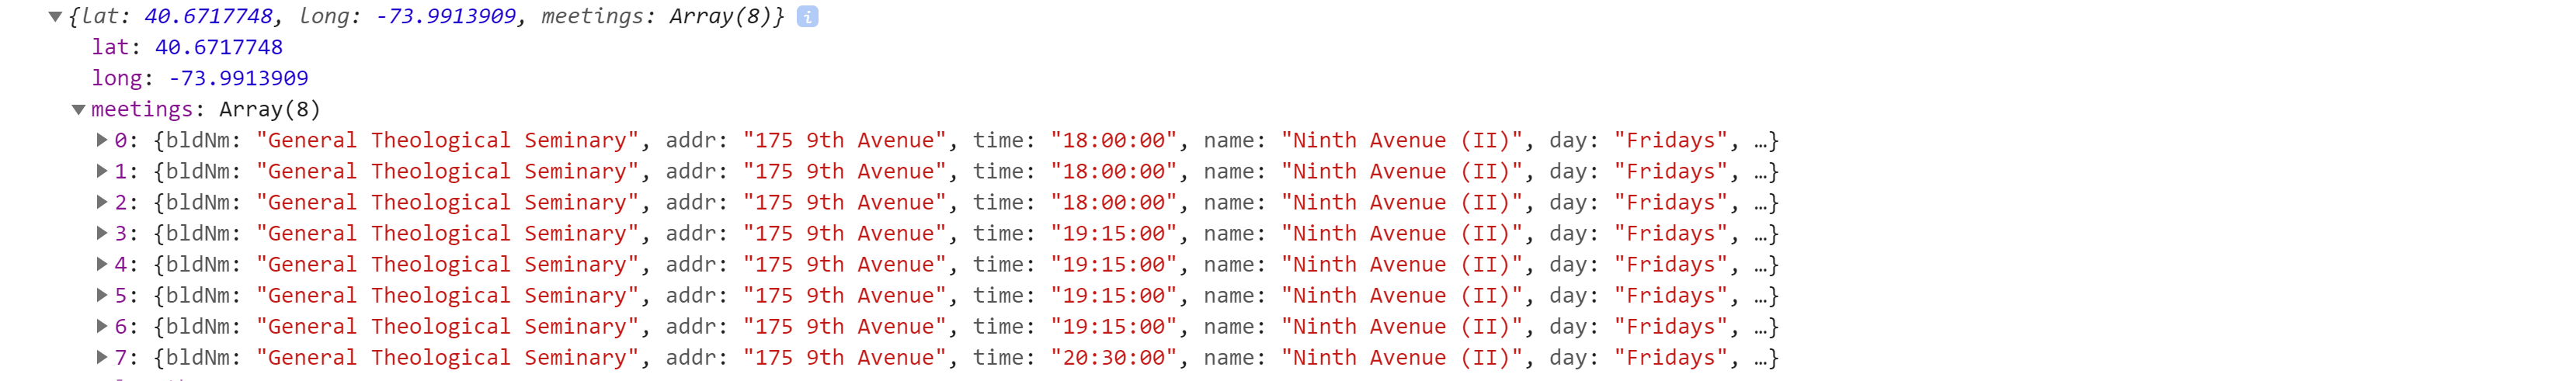 ▼{lat: 40.6717748, long: -73.9913909, meetings: Array(8)} i
lat: 40.6717748
long: -73.9913909
▼meetings: Array(8)
▶0: {bldNm: "General Theological Seminary", addr: "175 9th Avenue", time: "18:00:00", name: "Ninth Avenue (II)", day: "Fridays", …}
▶1: {bldNm: "General Theological Seminary", addr: "175 9th Avenue", time: "18:00:00", name: "Ninth Avenue (II)", day: "Fridays", …}
▶2: {bldNm: "General Theological Seminary", addr: "175 9th Avenue", time: "18:00:00", name: "Ninth Avenue (II)", day: "Fridays", …}
▶3: {bldNm: "General Theological Seminary", addr: "175 9th Avenue", time: "19:15:00", name: "Ninth Avenue (II)", day: "Fridays", …}
▶4: {bldNm: "General Theological Seminary", addr: "175 9th Avenue", time: "19:15:00", name: "Ninth Avenue (II)", day: "Fridays", …}
▶5: {bldNm: "General Theological Seminary", addr: "175 9th Avenue", time: "19:15:00", name: "Ninth Avenue (II)", day: "Fridays", …}
▶6: {bldNm: "General Theological Seminary", addr: "175 9th Avenue", time: "19:15:00", name: "Ninth Avenue (II)", day: "Fridays", …}
▶7: {bldNm: "General Theological Seminary", addr: "175 9th Avenue", time: "20:30:00", name: "Ninth Avenue (II)", day: "Fridays", …}